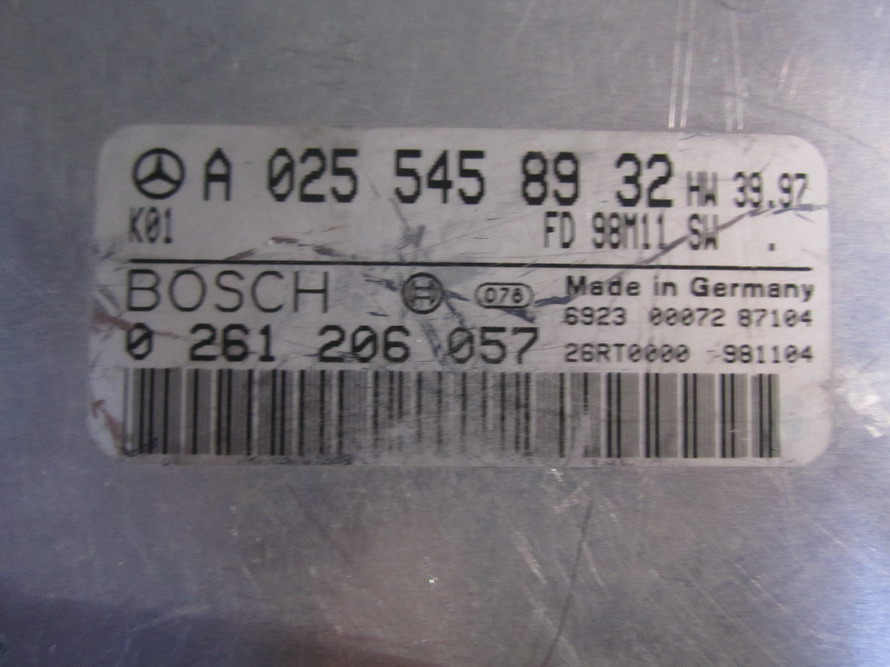 A 025 545 89 32 HW 39.97
K01 FD 98M11 SW .
BOSCH 076 Made in Germany
6923 00072 87104
0 261 206 057 26RT0000 981104